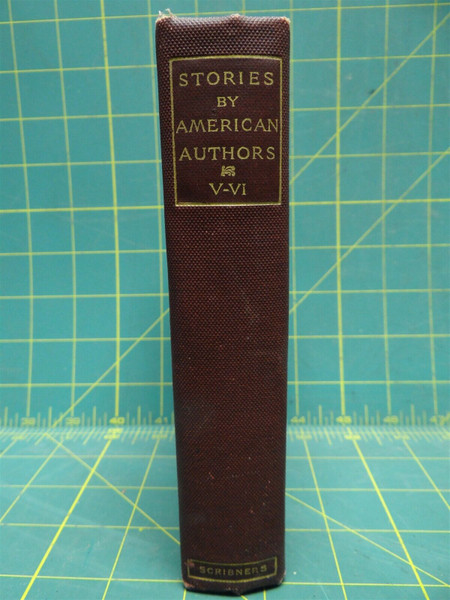 STORIES
BY
AMERICAN
AUTHORS
V-VI
SCRIBNERS